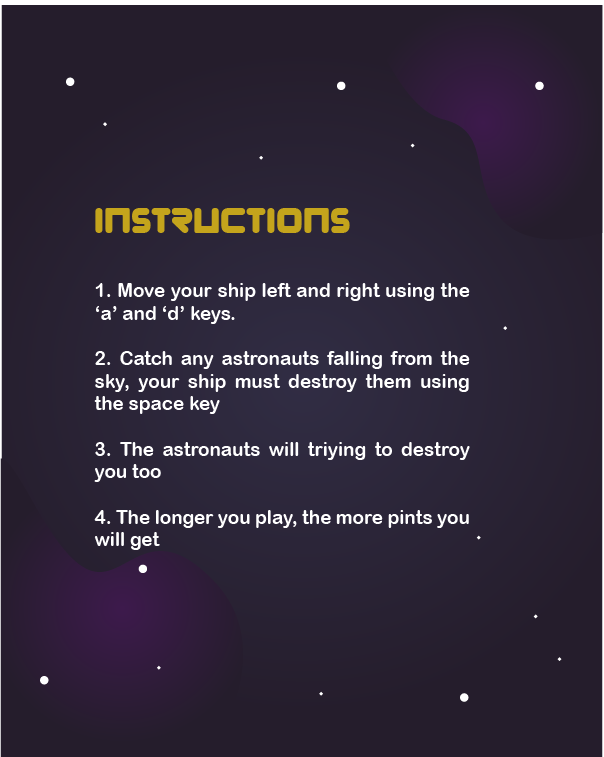 INSTRUCTIONS
1. Move your ship left and right using the
‘a’ and ‘d’ keys.
2. Catch any astronauts falling from the
sky, your ship must destroy them using
the space key
3. The astronauts will triying to destroy
you too
4. The longer you play, the more pints you
will get